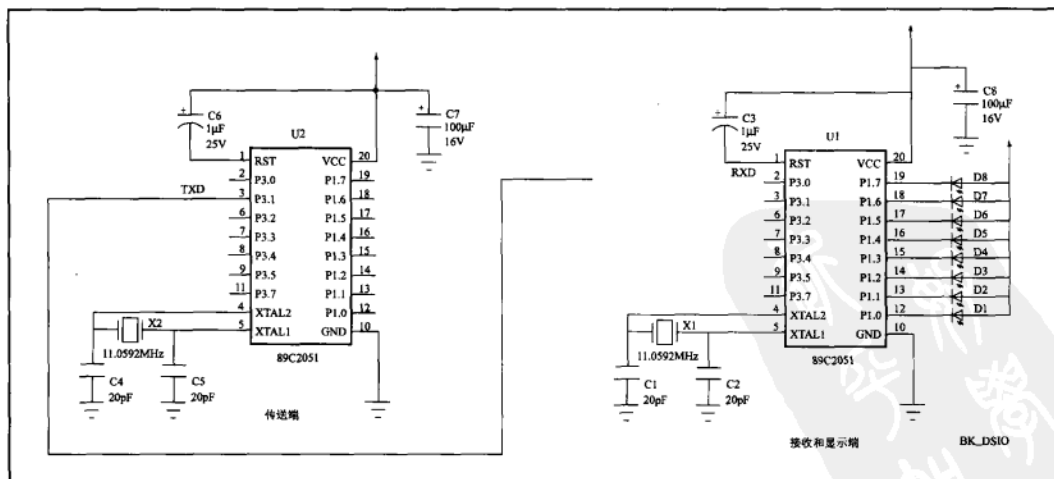 C6
1μF
25V
C7
100μF
16V
U2
1 RST VCC 20
2 P3.0 P1.7 19
TXD 3 P3.1 P1.6 18
6 P3.2 P1.5 17
7 P3.3 P1.4 16
8 P3.4 P1.3 15
9 P3.5 P1.2 14
11 P3.7 P1.1 13
4 XTAL2 P1.0 12
5 XTAL1 GND 10
X2
11.0592MHz
89C2051
C4
20pF
C5
20pF
传送端
C3
1μF
25V
C8
100μF
16V
U1
1 RST VCC 20
RXD
2 P3.0 P1.7 19 D8
3 P3.1 P1.6 18 D7
6 P3.2 P1.5 17 D6
7 P3.3 P1.4 16 D5
8 P3.4 P1.3 15 D4
9 P3.5 P1.2 14 D3
11 P3.7 P1.1 13 D2
4 XTAL2 P1.0 12 D1
5 XTAL1 GND 10
X1
11.0592MHz
89C2051
C1
20pF
C2
20pF
接收和显示端
BK_DSIO